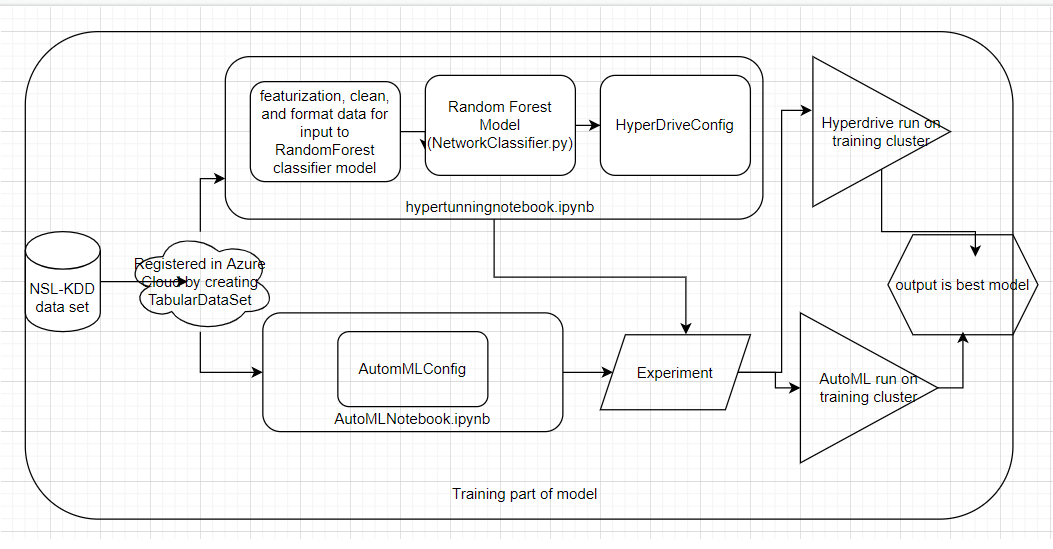 featurization, clean,
and format data for
input to
RandomForest
classifier model
Random Forest
Model
(NetworkClassifier.py)
HyperDriveConfig
hypertunningnotebook.ipynb
Hyperdrive run on
training cluster
NSL-KDD
data set
Registered in Azure
Cloud by creating
TabularDataSet
output is best model
AutomMLConfig
AutoMLNotebook.ipynb
Experiment
AutoML run on
training cluster
Training part of model